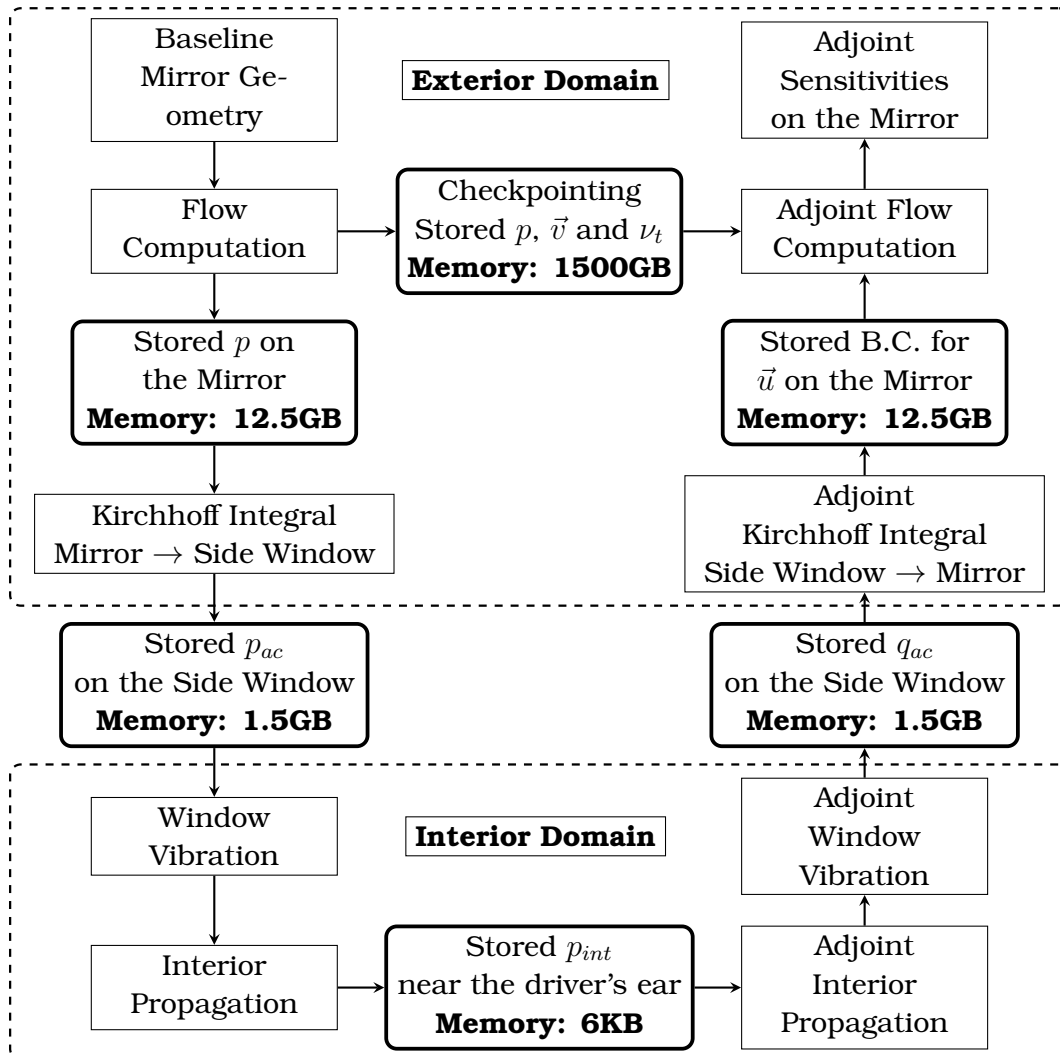 Baseline
Mirror Ge-
ometry
Exterior Domain
Adjoint
Sensitivities
on the Mirror
Flow
Computation
Checkpointing
Stored p, v⃗ and νt
Memory: 1500GB
Adjoint Flow
Computation
Stored p on
the Mirror
Memory: 12.5GB
Stored B.C. for
u⃗ on the Mirror
Memory: 12.5GB
Kirchhoff Integral
Mirror → Side Window
Adjoint
Kirchhoff Integral
Side Window → Mirror
Stored pac
on the Side Window
Memory: 1.5GB
Stored qac
on the Side Window
Memory: 1.5GB
Window
Vibration
Interior Domain
Adjoint
Window
Vibration
Interior
Propagation
Stored pint
near the driver's ear
Memory: 6KB
Adjoint
Interior
Propagation